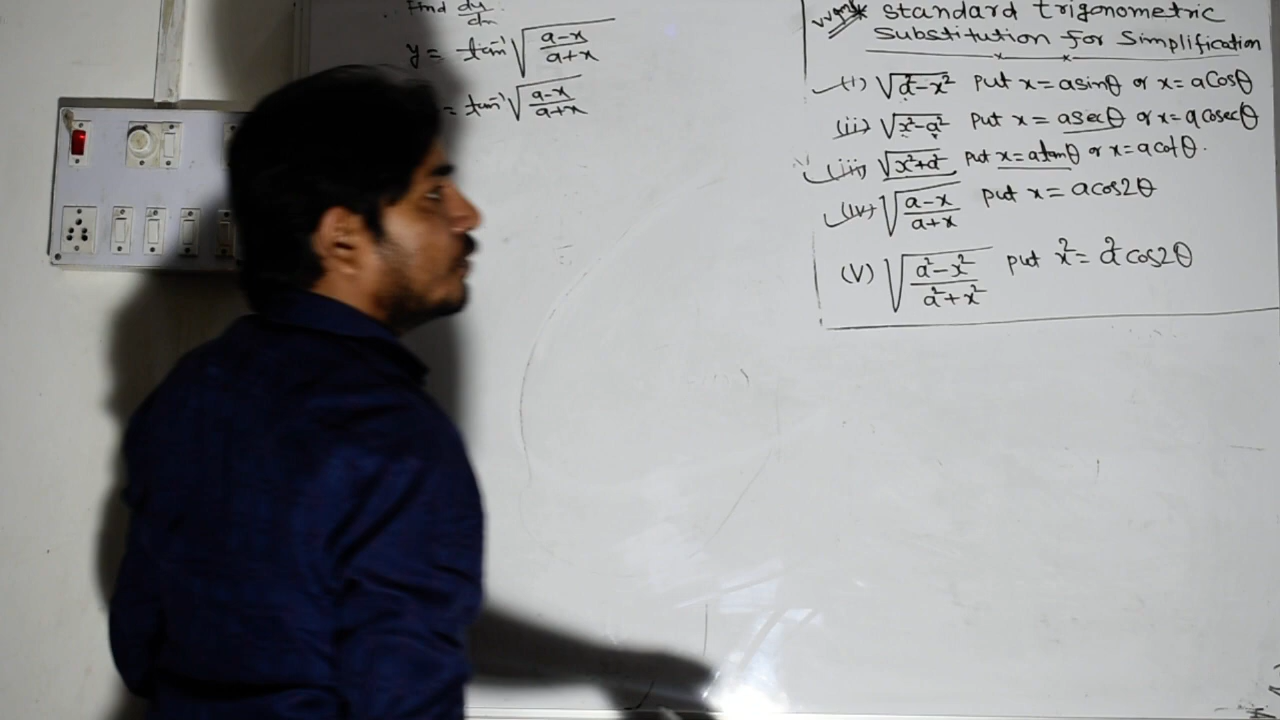 Find dy/dx.
y = tan⁻¹ √((a-x)/(a+x))
= tan⁻¹ √((a-x)/(a+x))
Standard trigonometric
Substitution for Simplification
(i) √(a²-x²) Put x = a sinθ or x = a Cosθ
(ii) √(x²-a²) Put x = a secθ or x = a cosecθ
(iii) √(x²+a²) Put x = a tanθ or x = a cotθ.
(iv) √((a-x)/(a+x)) put x = a cos2θ
(V) √((a²-x²)/(a²+x²)) put x² = a² cos2θ